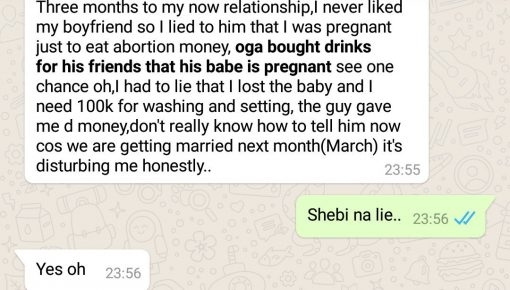 Three months to my now relationship,I never liked
my boyfriend so I lied to him that I was pregnant
just to eat abortion money, oga bought drinks
for his friends that his babe is pregnant see one
chance oh,I had to lie that I lost the baby and I
need 100k for washing and setting, the guy gave
me d money,don't really know how to tell him now
cos we are getting married next month(March) it's
disturbing me honestly..
23:55
Shebi na lie.. 23:56
Yes oh 23:56